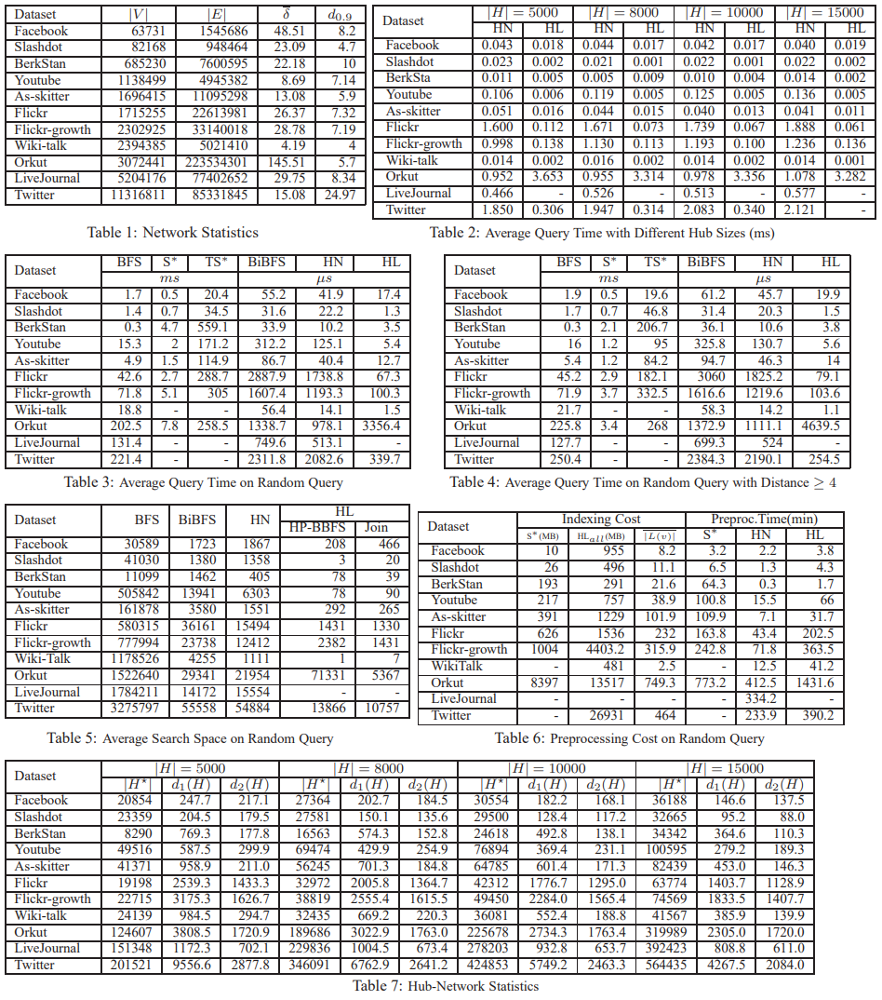 Dataset |V| |E| δ̄ d0.9
Facebook 63731 1545686 48.51 8.2
Slashdot 82168 948464 23.09 4.7
BerkStan 685230 7600595 22.18 10
Youtube 1138499 4945382 8.69 7.14
As-skitter 1696415 11095298 13.08 5.9
Flickr 1715255 22613981 26.37 7.32
Flickr-growth 2302925 33140018 28.78 7.19
Wiki-talk 2394385 5021410 4.19 4
Orkut 3072441 223534301 145.51 5.7
LiveJournal 5204176 77402652 29.75 8.34
Twitter 11316811 85331845 15.08 24.97
Table 1: Network Statistics
Dataset |H| = 5000 |H| = 8000 |H| = 10000 |H| = 15000
HN HL HN HL HN HL HN HL
Facebook 0.043 0.018 0.044 0.017 0.042 0.017 0.040 0.019
Slashdot 0.023 0.002 0.021 0.001 0.022 0.001 0.022 0.002
BerkSta 0.011 0.005 0.005 0.009 0.010 0.004 0.014 0.002
Youtube 0.106 0.006 0.119 0.005 0.125 0.005 0.136 0.005
As-skitter 0.051 0.016 0.044 0.015 0.040 0.013 0.041 0.011
Flickr 1.600 0.112 1.671 0.073 1.739 0.067 1.888 0.061
Flickr-growth 0.998 0.138 1.130 0.113 1.193 0.100 1.236 0.136
Wiki-talk 0.014 0.002 0.016 0.002 0.014 0.002 0.014 0.001
Orkut 0.952 3.653 0.955 3.314 0.978 3.356 1.078 3.282
LiveJournal 0.466 - 0.526 - 0.513 - 0.577 -
Twitter 1.850 0.306 1.947 0.314 2.083 0.340 2.121 -
Table 2: Average Query Time with Different Hub Sizes (ms)
Dataset BFS S* TS* BiBFS HN HL
ms μs
Facebook 1.7 0.5 20.4 55.2 41.9 17.4
Slashdot 1.4 0.7 34.5 31.6 22.2 1.3
BerkStan 0.3 4.7 559.1 33.9 10.2 3.5
Youtube 15.3 2 171.2 312.2 125.1 5.4
As-skitter 4.9 1.5 114.9 86.7 40.4 12.7
Flickr 42.6 2.7 288.7 2887.9 1738.8 67.3
Flickr-growth 71.8 5.1 305 1607.4 1193.3 100.3
Wiki-talk 18.8 - - 56.4 14.1 1.5
Orkut 202.5 7.8 258.5 1338.7 978.1 3356.4
LiveJournal 131.4 - - 749.6 513.1 -
Twitter 221.4 - - 2311.8 2082.6 339.7
Table 3: Average Query Time on Random Query
Dataset BFS S* TS* BiBFS HN HL
ms μs
Facebook 1.9 0.5 19.6 61.2 45.7 19.9
Slashdot 1.7 0.7 46.8 31.4 20.3 1.5
BerkStan 0.3 2.1 206.7 36.1 10.6 3.8
Youtube 16 1.2 95 325.8 130.7 5.6
As-skitter 5.4 1.2 84.2 94.7 46.3 14
Flickr 45.2 2.9 182.1 3060 1825.2 79.1
Flickr-growth 71.9 3.7 332.5 1616.6 1219.6 103.6
Wiki-talk 21.7 - - 58.3 14.2 1.1
Orkut 225.8 3.4 268 1372.9 1111.1 4639.5
LiveJournal 127.7 - - 699.3 524 -
Twitter 250.4 - - 2384.3 2190.1 254.5
Table 4: Average Query Time on Random Query with Distance ≥ 4
Dataset BFS BiBFS HN HL
HP-BBFS Join
Facebook 30589 1723 1867 208 466
Slashdot 41030 1380 1358 3 20
BerkStan 11099 1462 405 78 39
Youtube 505842 13941 6303 78 90
As-skitter 161878 3580 1551 292 265
Flickr 580315 36161 15494 1431 1330
Flickr-growth 777994 23738 12412 2382 1431
Wiki-Talk 1178526 4255 1111 1 7
Orkut 1522640 29341 21954 71331 5367
LiveJournal 1784211 14172 15554 - -
Twitter 3275797 55558 54884 13866 10757
Table 5: Average Search Space on Random Query
Dataset Indexing Cost Preproc.Time(min)
S*(MB) HLall(MB) |L(v)| S* HN HL
Facebook 10 955 8.2 3.2 2.2 3.8
Slashdot 26 496 11.1 6.5 1.3 4.3
BerkStan 193 291 21.6 64.3 0.3 1.7
Youtube 217 757 38.9 100.8 15.5 66
As-skitter 391 1229 101.9 109.9 7.1 31.7
Flickr 626 1536 232 163.8 43.4 202.5
Flickr-growth 1004 4403.2 315.9 242.8 71.8 363.5
WikiTalk - 481 2.5 - 12.5 41.2
Orkut 8397 13517 749.3 773.2 412.5 1431.6
LiveJournal - - - - 334.2 -
Twitter - 26931 464 - 233.9 390.2
Table 6: Preprocessing Cost on Random Query
Dataset |H| = 5000 |H| = 8000 |H| = 10000 |H| = 15000
|H⋆| d1(H) d2(H) |H⋆| d1(H) d2(H) |H⋆| d1(H) d2(H) |H⋆| d1(H) d2(H)
Facebook 20854 247.7 217.1 27364 202.7 184.5 30554 182.2 168.1 36188 146.6 137.5
Slashdot 23359 204.5 179.5 27581 150.1 135.6 29500 128.4 117.2 32665 95.2 88.0
BerkStan 8290 769.3 177.8 16563 574.3 152.8 24618 492.8 138.1 34342 364.6 110.3
Youtube 49516 587.5 299.9 69474 429.9 254.9 76894 369.4 231.1 100595 279.2 189.3
As-skitter 41371 958.9 211.0 56245 701.3 184.8 64785 601.4 171.3 82439 453.0 146.3
Flickr 19198 2539.3 1433.3 32972 2005.8 1364.7 42312 1776.7 1295.0 63774 1403.7 1128.9
Flickr-growth 22715 3175.3 1626.7 38819 2555.4 1615.5 49450 2284.0 1565.4 74569 1833.5 1407.7
Wiki-talk 24139 984.5 294.7 32435 669.2 220.3 36081 552.4 188.8 41567 385.9 139.9
Orkut 124607 3808.5 1720.9 189686 3022.9 1763.0 225678 2734.3 1763.4 319989 2305.0 1720.0
LiveJournal 151348 1172.3 702.1 229836 1004.5 673.4 278203 932.8 653.7 392423 808.8 611.0
Twitter 201521 9556.6 2877.8 346091 6762.9 2641.2 424853 5749.2 2463.3 564435 4267.5 2084.0
Table 7: Hub-Network Statistics